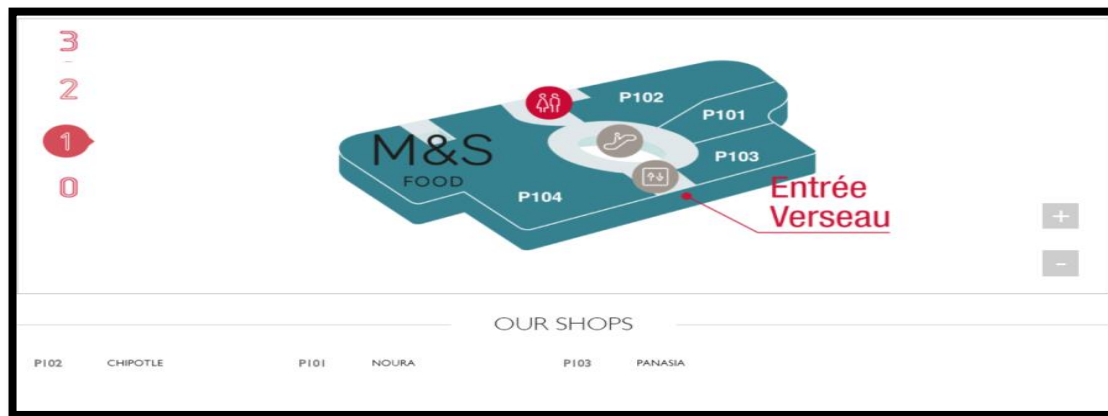 3
2
1
0
P102
P101
P103
M&S
FOOD
P104
Entrée
Verseau
+
-
OUR SHOPS
P102 CHIPOTLE P101 NOURA P103 PANASIA